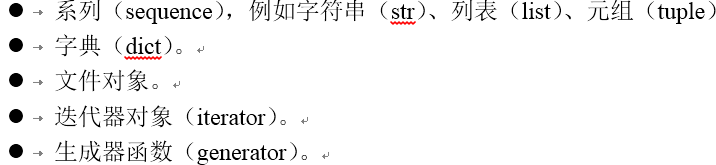 ● 系列（sequence），例如字符串（str）、列表（list）、元组（tuple）
● 字典（dict）。
● 文件对象。
● 迭代器对象（iterator）。
● 生成器函数（generator）。